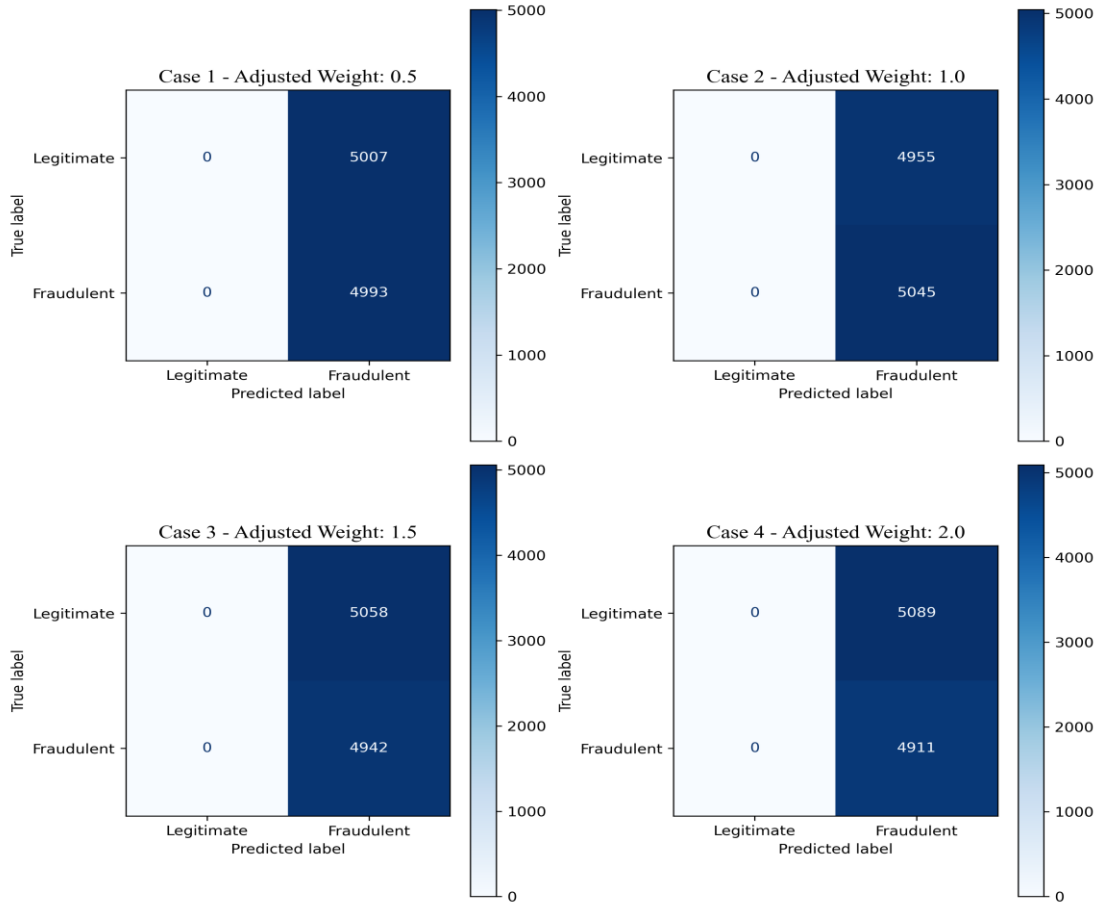 Case 1 - Adjusted Weight: 0.5
5000
4000
3000
2000
1000
0
True label
Legitimate
0 5007
Fraudulent
0 4993
Legitimate Fraudulent
Predicted label
Case 2 - Adjusted Weight: 1.0
5000
4000
3000
2000
1000
0
True label
Legitimate
0 4955
Fraudulent
0 5045
Legitimate Fraudulent
Predicted label
Case 3 - Adjusted Weight: 1.5
5000
4000
3000
2000
1000
0
True label
Legitimate
0 5058
Fraudulent
0 4942
Legitimate Fraudulent
Predicted label
Case 4 - Adjusted Weight: 2.0
5000
4000
3000
2000
1000
0
True label
Legitimate
0 5089
Fraudulent
0 4911
Legitimate Fraudulent
Predicted label